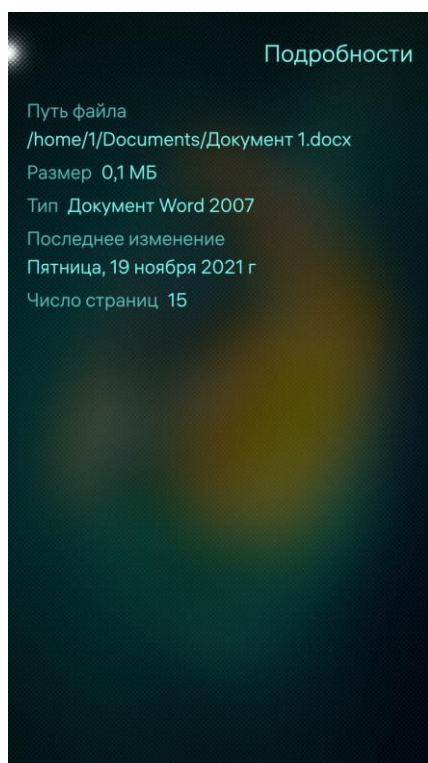 Подробности
Путь файла
/home/1/Documents/Документ 1.docx
Размер 0,1 МБ
Тип Документ Word 2007
Последнее изменение
Пятница, 19 ноября 2021 г
Число страниц 15